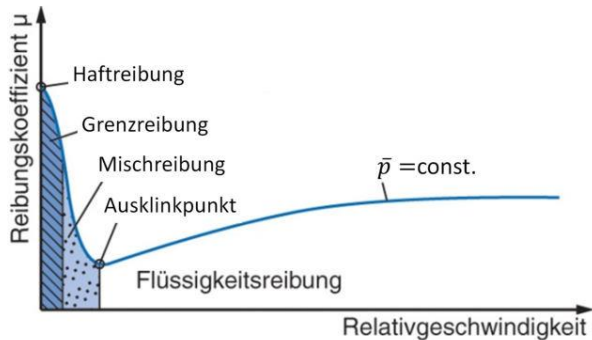 Reibungskoeffizient μ
Haftreibung
Grenzreibung
Mischreibung
Ausklinkpunkt
p̄ =const.
Flüssigkeitsreibung
Relativgeschwindigkeit